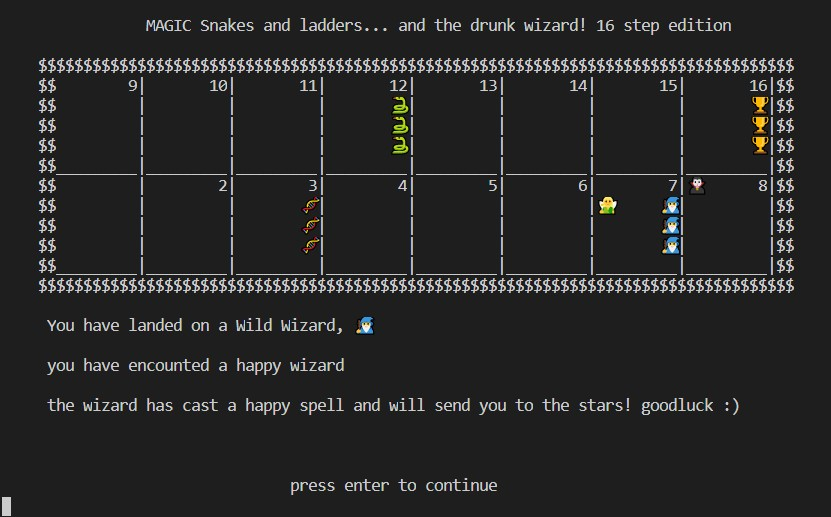 MAGIC Snakes and ladders... and the drunk wizard! 16 step edition
$$$$$$$$$$$$$$$$$$$$$$$$$$$$$$$$$$$$$$$$$$$$$$$$$$$$$$$$$$$$$$$$$$$$$$$$$$$$$$$$$$$$
$$ 9| 10| 11| 12| 13| 14| 15| 16|$$
$$ | | | 🐍| | | | 🏆|$$
$$ | | | 🐍| | | | 🏆|$$
$$ | | | 🐍| | | | 🏆|$$
$$_________|_________|_________|_________|_________|_________|_________|_________|$$
$$ | 2| 3| 4| 5| 6| 7|🧛 8|$$
$$ | | 🧬| | | |🧚 🧙| |$$
$$ | | 🧬| | | | 🧙| |$$
$$ | | 🧬| | | | 🧙| |$$
$$_________|_________|_________|_________|_________|_________|_________|_________|$$
$$$$$$$$$$$$$$$$$$$$$$$$$$$$$$$$$$$$$$$$$$$$$$$$$$$$$$$$$$$$$$$$$$$$$$$$$$$$$$$$$$$$
You have landed on a Wild Wizard, 🧙
you have encounted a happy wizard
the wizard has cast a happy spell and will send you to the stars! goodluck :)
press enter to continue